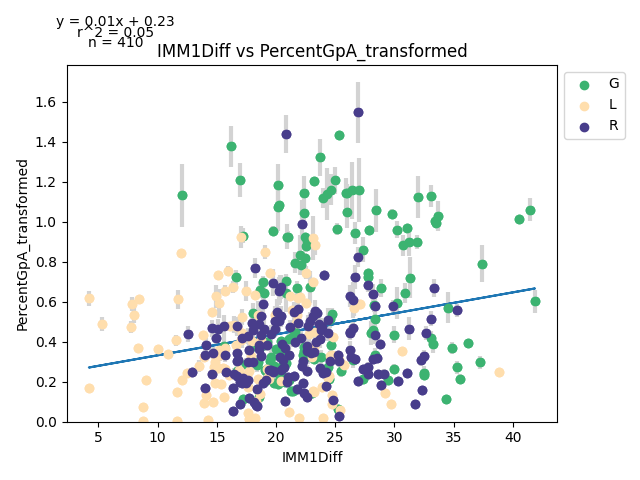 y = 0.01x + 0.23
r^2 = 0.05
n = 410
IMM1Diff vs PercentGpA_transformed
G
L
R
PercentGpA_transformed
1.6
1.4
1.2
1.0
0.8
0.6
0.4
0.2
0.0
5 10 15 20 25 30 35 40
IMM1Diff